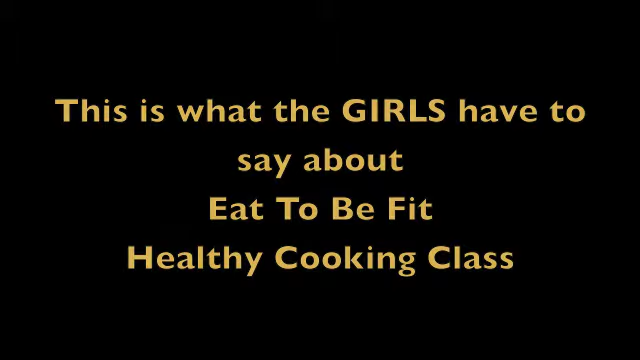 This is what the GIRLS have to
say about
Eat To Be Fit
Healthy Cooking Class